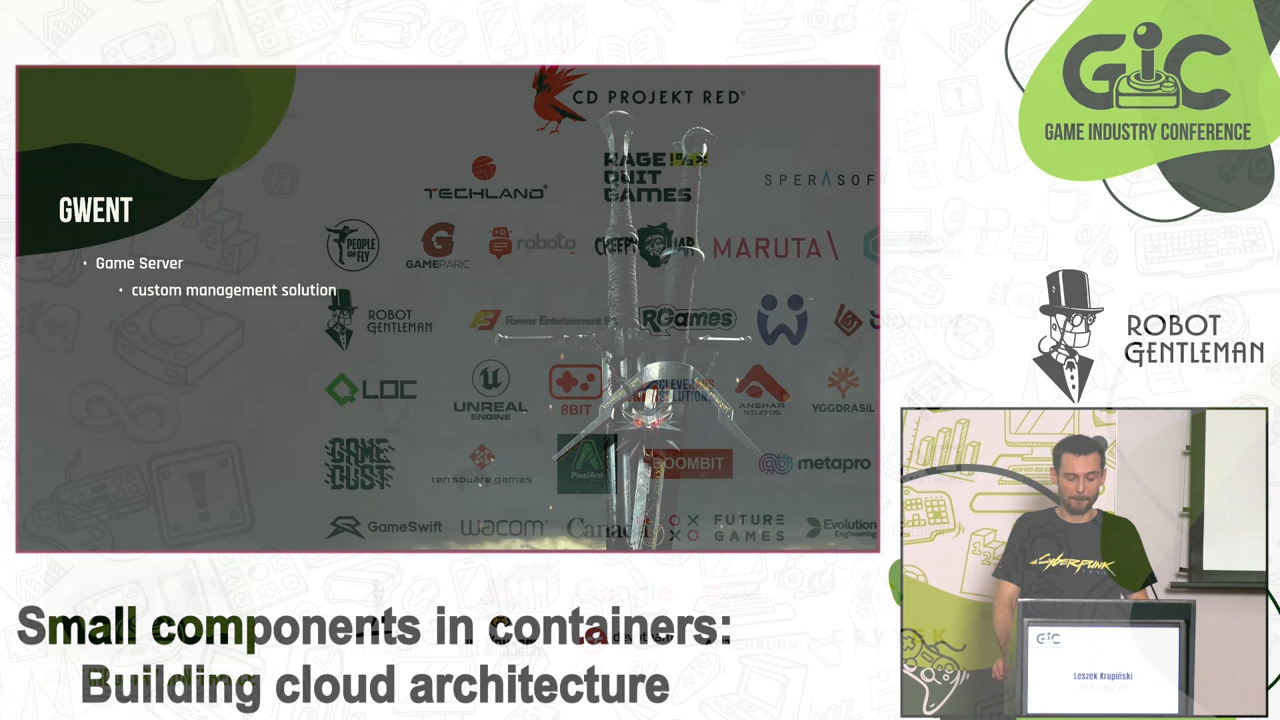 CD PROJEKT RED®
TECHLAND®
RAGE
QUIT
GAMES
SPERASOFT
GWENT
PEOPLE
CAN FLY
GAMEPARIC
roboto
CREEPY JAR
MARUTA\
• Game Server
• custom management solution
ROBOT
GENTLEMAN
Forever Entertainment S
RGames
LOC
UNREAL
ENGINE
8BIT
ANSHAR
STUDIOS
YGGDRASIL
GAME
DUST
ten square games
PixelAnt
BOOMBIT
metapro
GameSwift
wacom
Canada
FUTURE
GAMES
Evolution
Engineering
GIC
GAME INDUSTRY CONFERENCE
ROBOT
GENTLEMAN
CYBERPUNK
GIC
Leszek Krupiński
Small components in containers:
Building cloud architecture